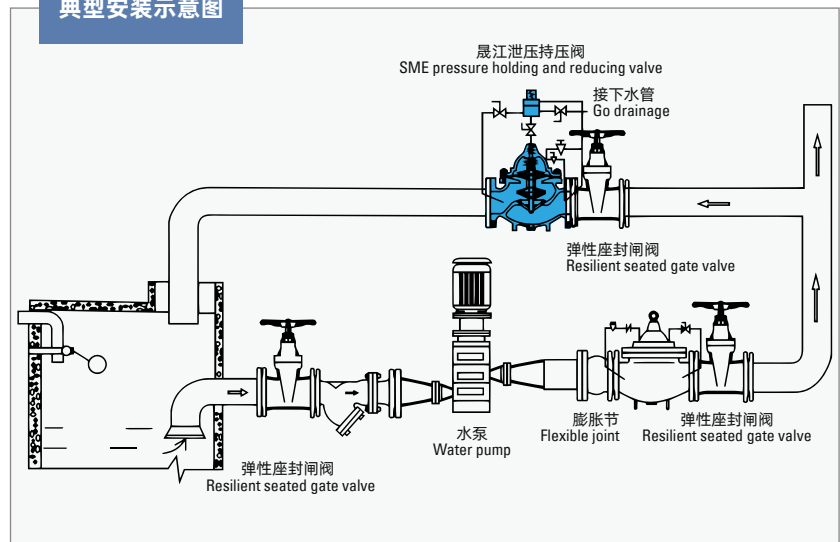 典型安装示意图
晟江泄压持压阀
SME pressure holding and reducing valve
接下水管
Go drainage
弹性座封闸阀
Resilient seated gate valve
水泵
Water pump
膨胀节
Flexible joint
弹性座封闸阀
Resilient seated gate valve
弹性座封闸阀
Resilient seated gate valve